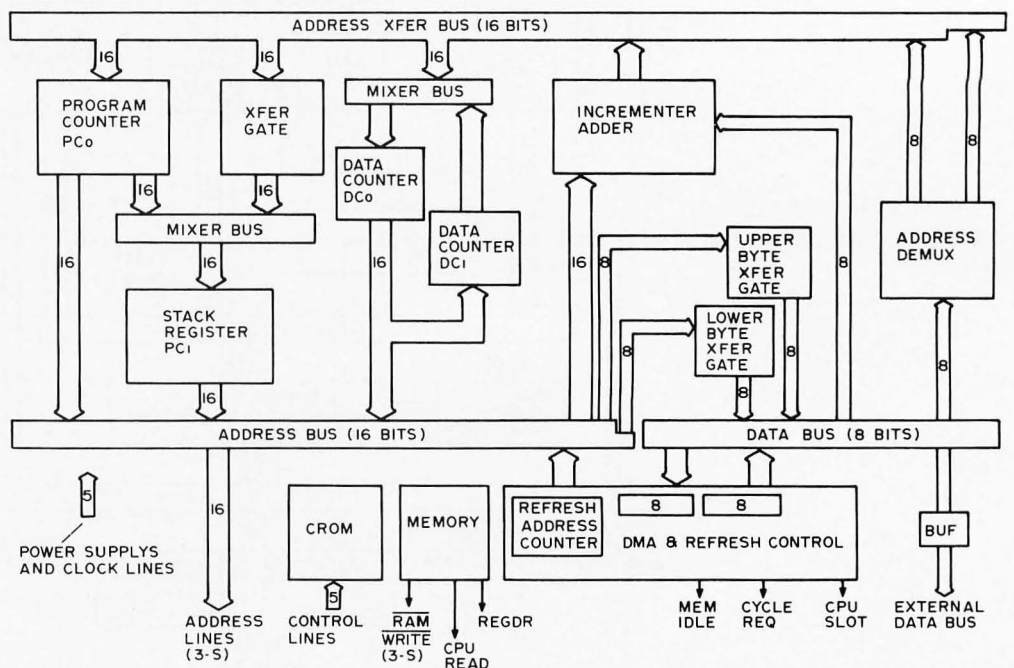 ADDRESS XFER BUS (16 BITS)
16
16
16
8
8
PROGRAM
COUNTER
PC0
XFER
GATE
MIXER BUS
INCREMENTER
ADDER
DATA
COUNTER
DC0
16
16
MIXER BUS
DATA
COUNTER
DC1
UPPER
BYTE
XFER
GATE
ADDRESS
DEMUX
16
16
16
16
8
8
STACK
REGISTER
PC1
LOWER
BYTE
XFER
GATE
8
8
8
8
16
ADDRESS BUS (16 BITS)
DATA BUS (8 BITS)
5
16
CROM
MEMORY
REFRESH
ADDRESS
COUNTER
8
8
DMA & REFRESH CONTROL
BUF
POWER SUPPLYS
AND CLOCK LINES
5
ADDRESS
LINES
(3-S)
CONTROL
LINES
RAM
WRITE
(3-S)
CPU
READ
REGDR
MEM
IDLE
CYCLE
REQ
CPU
SLOT
EXTERNAL
DATA BUS